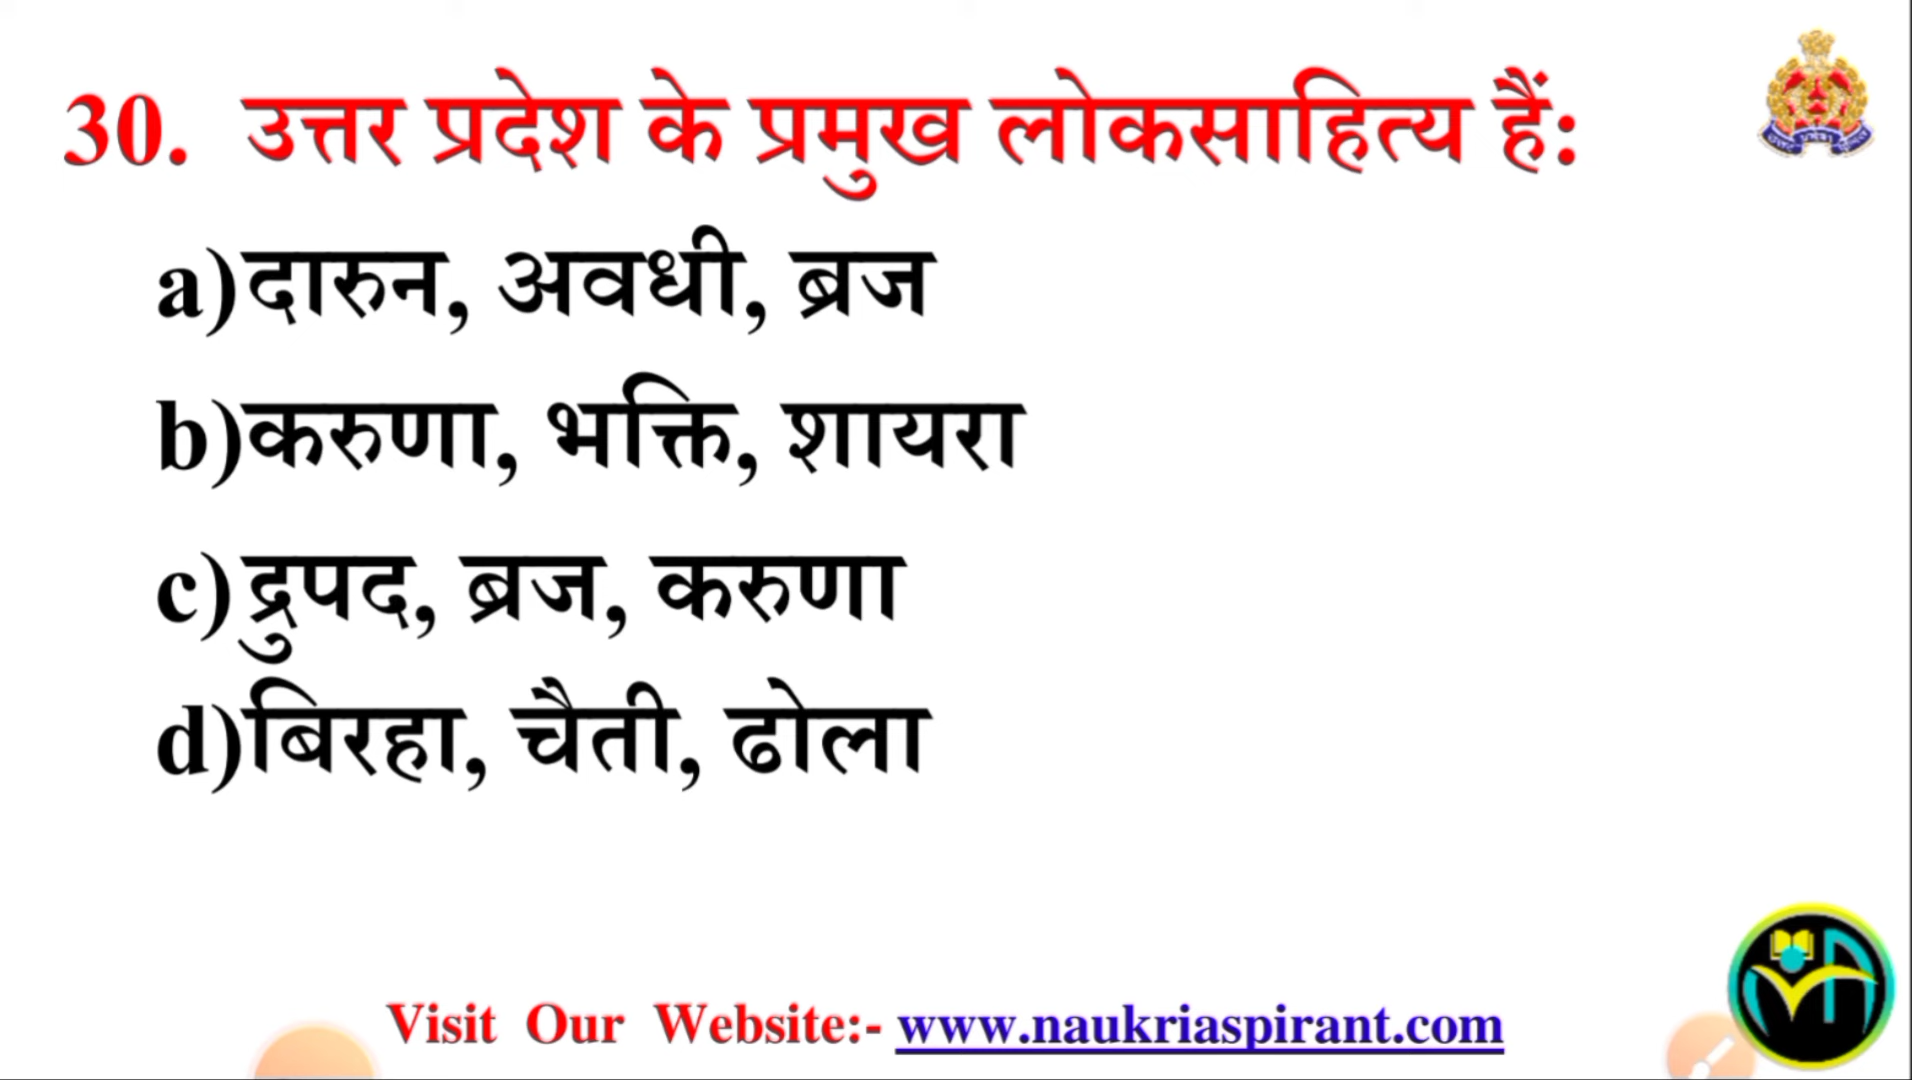 30. उत्तर प्रदेश के प्रमुख लोकसाहित्य हैं:
a)दारुन, अवधी, ब्रज
b)करुणा, भक्ति, शायरा
c)द्रुपद, ब्रज, करुणा
d)बिरहा, चैती, ढोला
Visit Our Website:- www.naukriaspirant.com